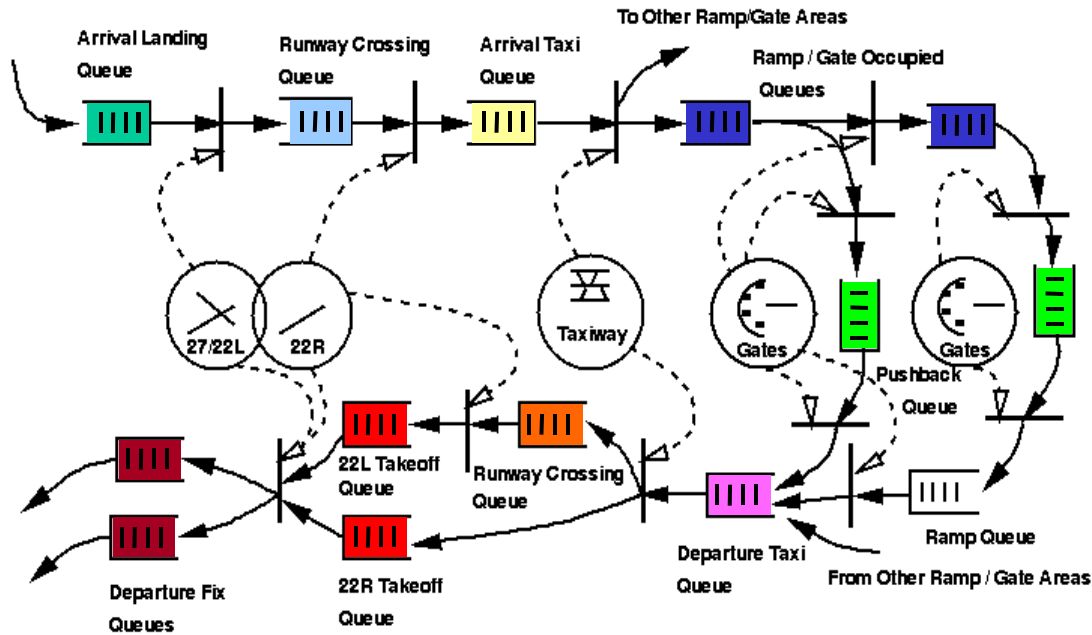 To Other Ramp/Gate Areas
Arrival Landing
Queue
Runway Crossing
Queue
Arrival Taxi
Queue
Ramp / Gate Occupied
Queues
27/22L
22R
Taxiway
Gates
Gates
Pushback
Queue
22L Takeoff
Queue
Runway Crossing
Queue
Ramp Queue
Departure Taxi
Queue
From Other Ramp / Gate Areas
Departure Fix
Queues
22R Takeoff
Queue